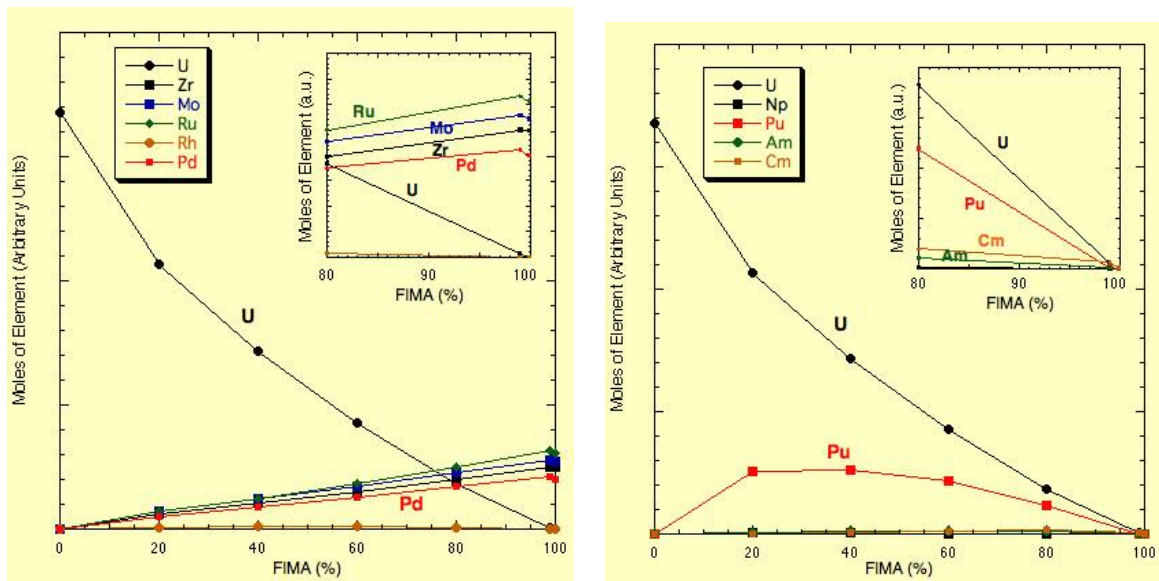 U
Zr
Mo
Ru
Rh
Pd
Moles of Element (Arbitrary Units)
Moles of Element (a.u.)
Ru
Mo
Zr
Pd
U
80
90
100
FIMA (%)
U
Pd
0
20
40
60
80
100
FIMA (%)
U
Np
Pu
Am
Cm
Moles of Element (Arbitrary Units)
Moles of Element (a.u.)
U
Pu
Cm
Am
80
90
100
FIMA (%)
U
Pu
0
20
40
60
80
100
FIMA (%)